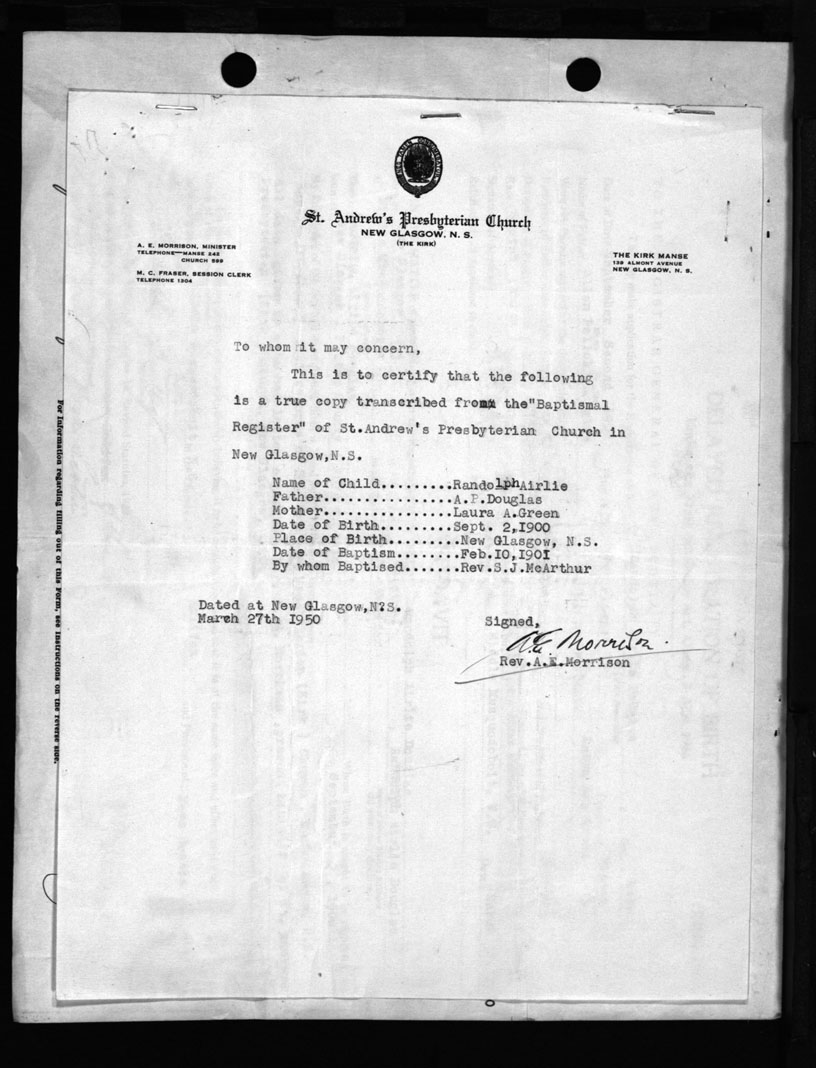 St. Andrew's Presbyterian Church
NEW GLASGOW, N. S.
(THE KIRK)
A. E. MORRISON, MINISTER
TELEPHONE—MANSE 242
CHURCH 599
M. C. FRASER, SESSION CLERK
TELEPHONE 1304
THE KIRK MANSE
139 ALMONT AVENUE
NEW GLASGOW, N. S.
To whom it may concern,
This is to certify that the following
is a true copy transcribed from the"Baptismal
Register" of St.Andrew's Presbyterian Church in
New Glasgow,N.S.
Name of Child.........Randolph Airlie
Father................A.P.Douglas
Mother................Laura A.Green
Date of Birth.........Sept. 2,1900
Place of Birth.........New Glasgow, N.S.
Date of Baptism........Feb.IO,I9OI
By whom Baptised.......Rev.S.J.McArthur
Dated at New Glasgow,N?S.
March 27th I950
Signed,
A.E. Morrison.
Rev.A.E.Morrison
For information regarding filling out of this Form, see instructions on the reverse side.